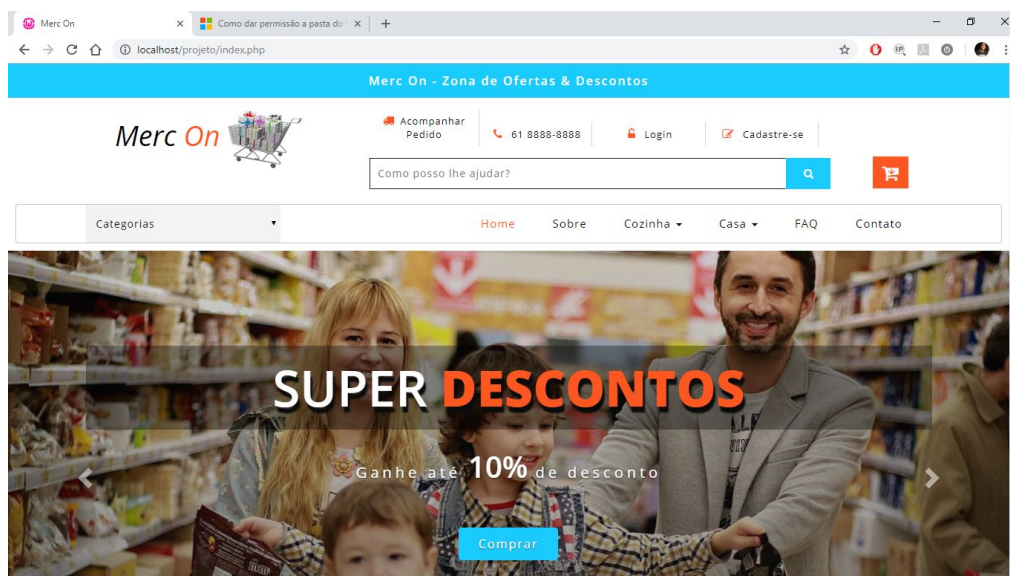 Merc On
Como dar permissão a pasta do
localhost/projeto/index.php
Merc On - Zona de Ofertas & Descontos
Merc On
Acompanhar
Pedido
61 8888-8888
Login
Cadastre-se
Como posso lhe ajudar?
Categorias
Home
Sobre
Cozinha
Casa
FAQ
Contato
SUPER DESCONTOS
Ganhe até 10% de desconto
Comprar